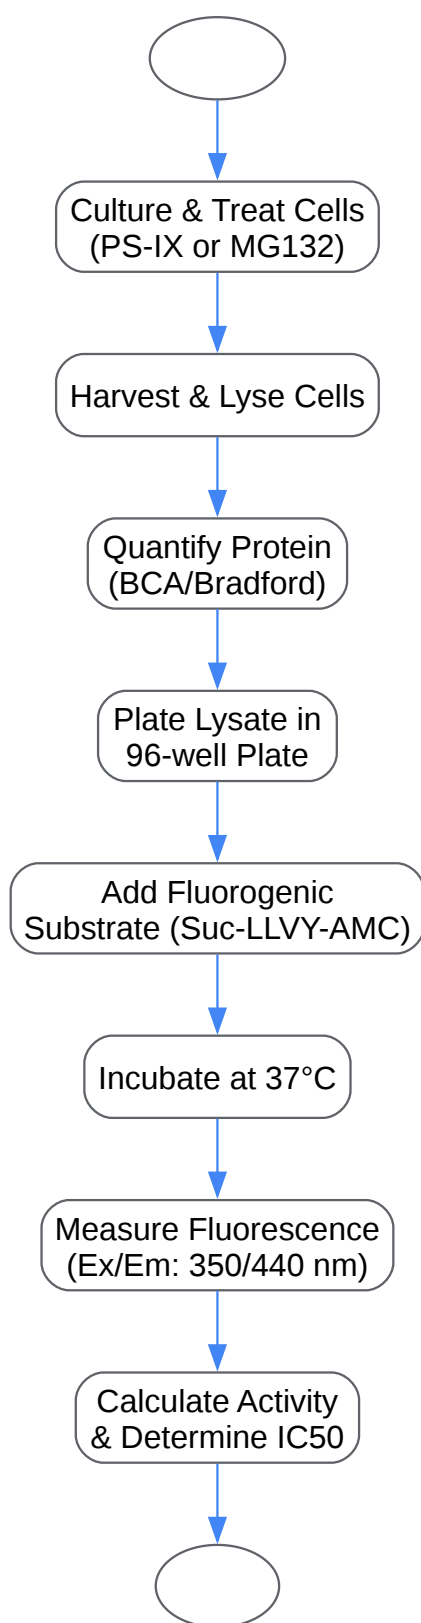 Culture & Treat Cells
(PS-IX or MG132)
Harvest & Lyse Cells
Quantify Protein
(BCA/Bradford)
Plate Lysate in
96-well Plate
Add Fluorogenic
Substrate (Suc-LLVY-AMC)
Incubate at 37°C
Measure Fluorescence
(Ex/Em: 350/440 nm)
Calculate Activity
& Determine IC50